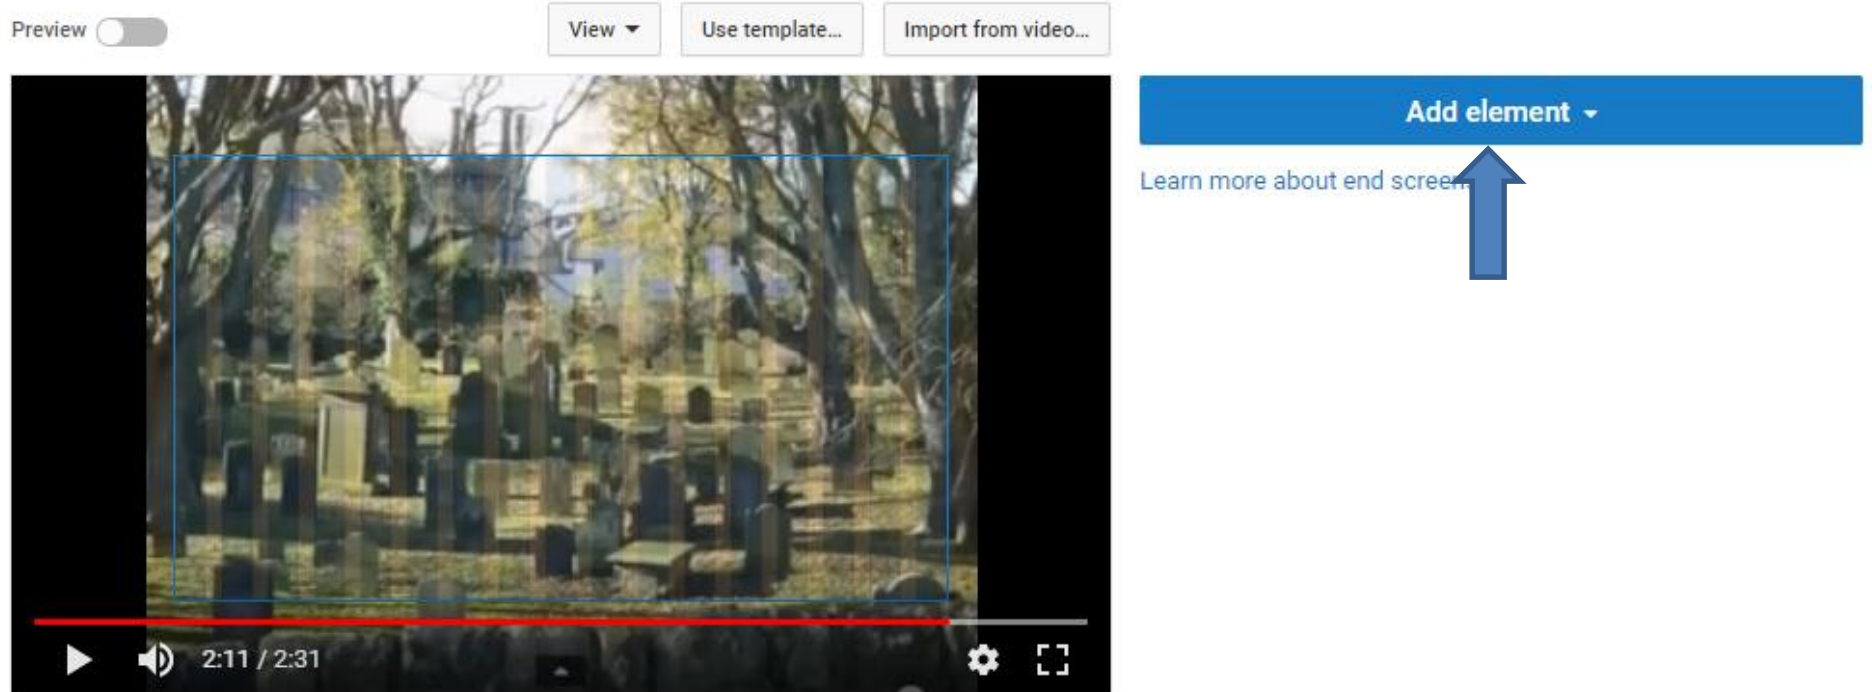 Preview
View
Use template...
Import from video...
Add element
Learn more about end screen
2:11 / 2:31